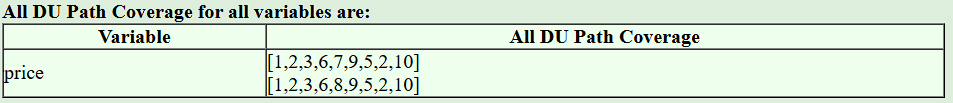 All DU Path Coverage for all variables are:
Variable All DU Path Coverage
price [1,2,3,6,7,9,5,2,10]
[1,2,3,6,8,9,5,2,10]